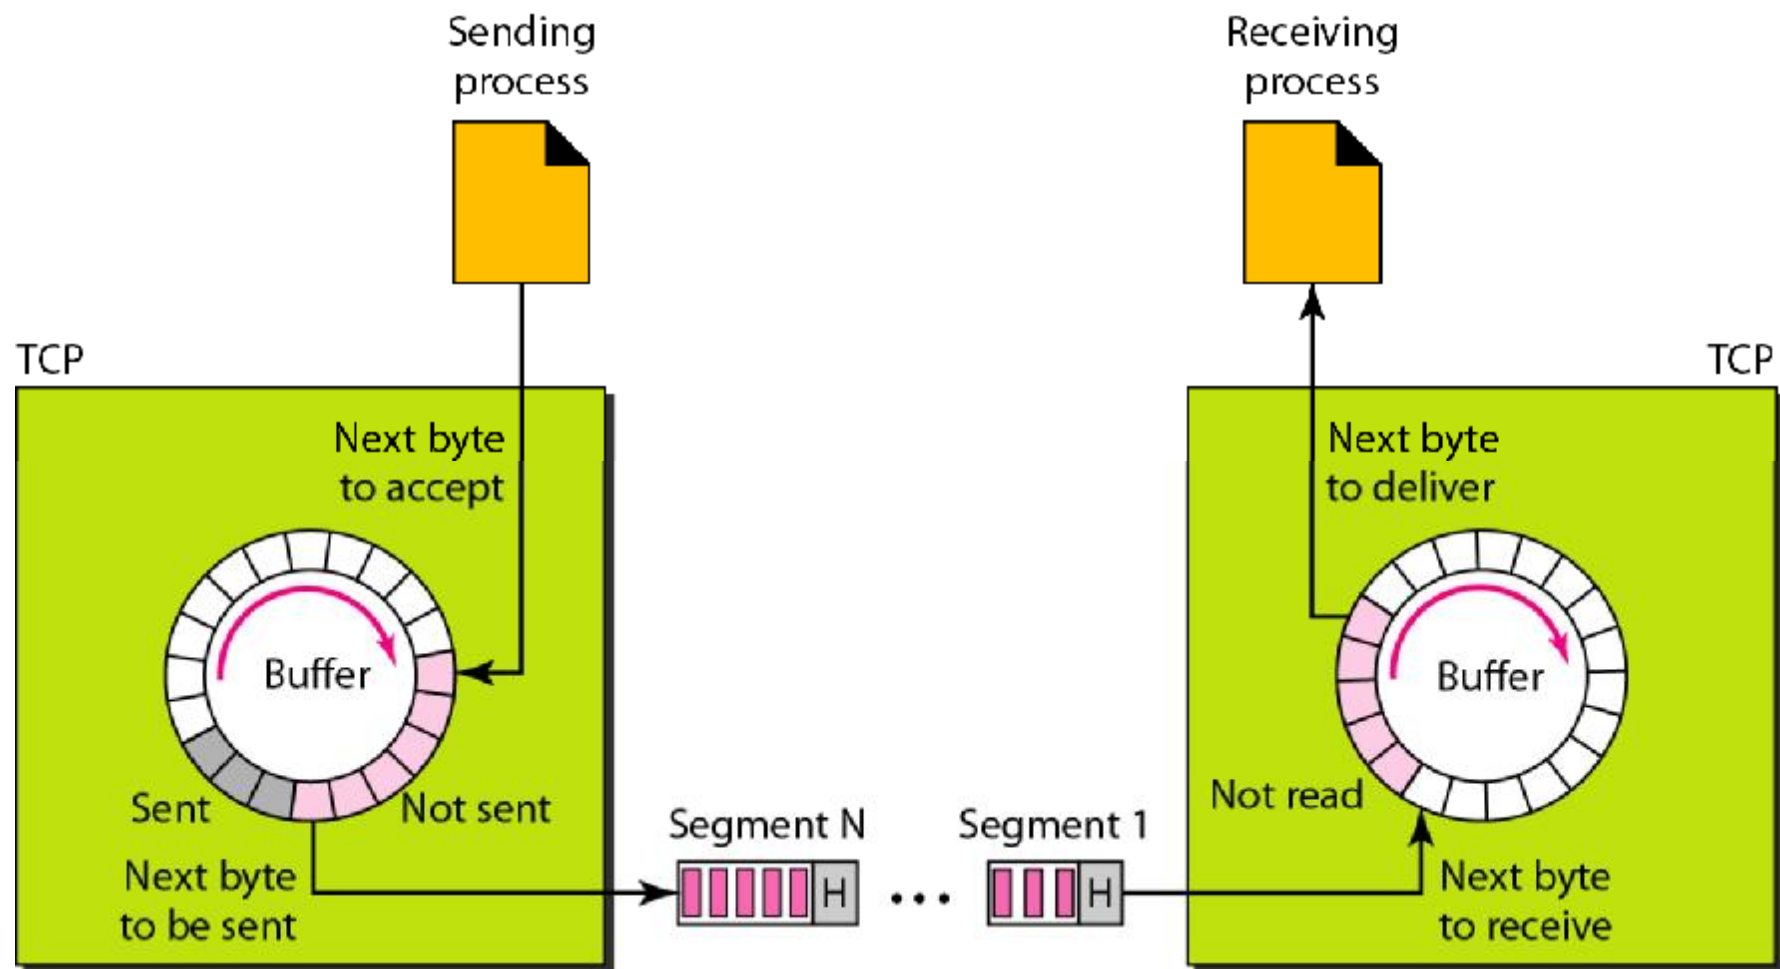 Sending
process
Receiving
process
TCP
TCP
Next byte
to accept
Next byte
to deliver
Buffer
Buffer
Sent
Not sent
Not read
Segment N
Segment 1
Next byte
to be sent
H
H
Next byte
to receive